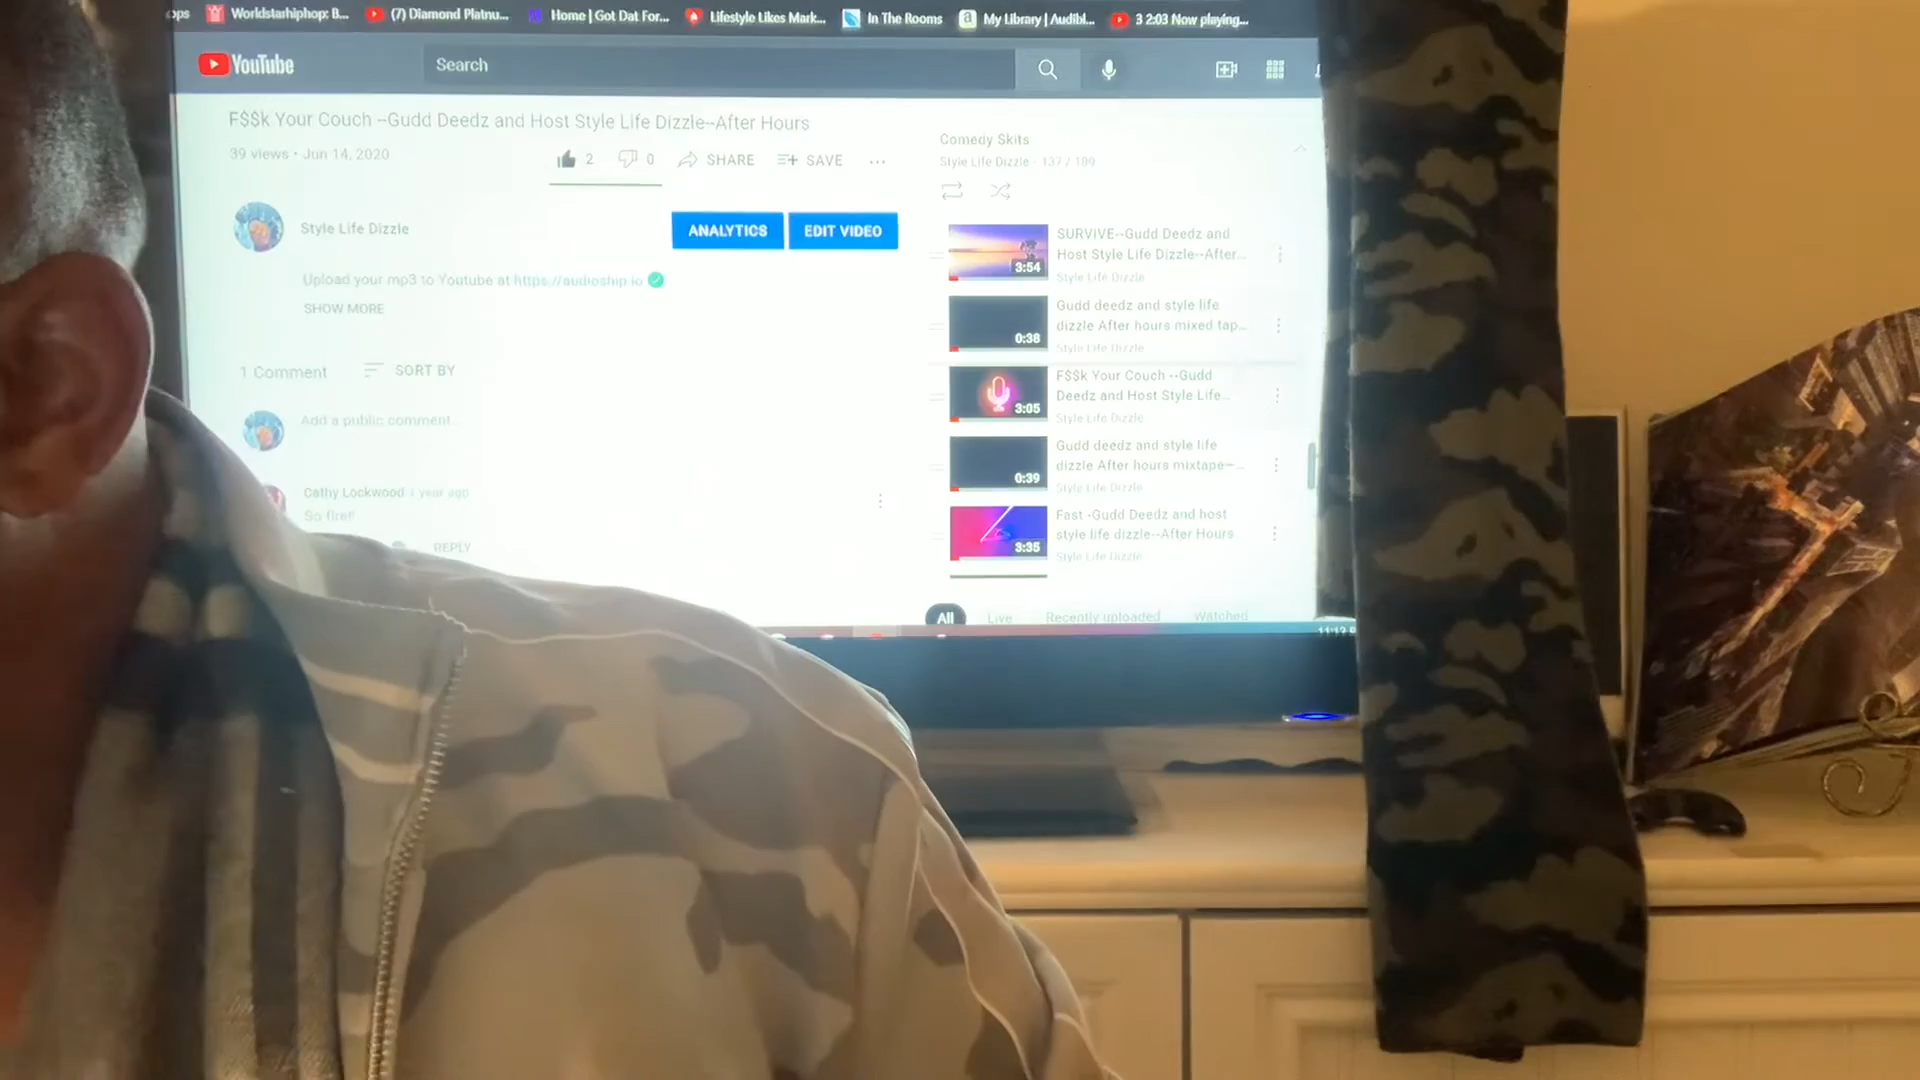 ops
Worldstarhiphop: B...
(7) Diamond Platnu...
Home | Got Dat For...
Lifestyle Likes Mark...
In The Rooms
My Library | Audibl...
3 2:03 Now playing...
YouTube
Search
F$$k Your Couch --Gudd Deedz and Host Style Life Dizzle--After Hours
39 views • Jun 14, 2020
2
0
SHARE
SAVE
Style Life Dizzle
ANALYTICS
EDIT VIDEO
Upload your mp3 to Youtube at https://audioship.io
SHOW MORE
1 Comment
SORT BY
Add a public comment...
Cathy Lockwood 1 year ago
So fire!!
REPLY
Comedy Skits
Style Life Dizzle - 137 / 189
3:54
SURVIVE--Gudd Deedz and
Host Style Life Dizzle--After...
Style Life Dizzle
0:38
Gudd deedz and style life
dizzle After hours mixed tap...
Style Life Dizzle
3:05
F$$k Your Couch --Gudd
Deedz and Host Style Life...
Style Life Dizzle
0:39
Gudd deedz and style life
dizzle After hours mixtape—...
Style Life Dizzle
3:35
Fast -Gudd Deedz and host
style life dizzle--After Hours
Style Life Dizzle
All
Live
Recently uploaded
Watched